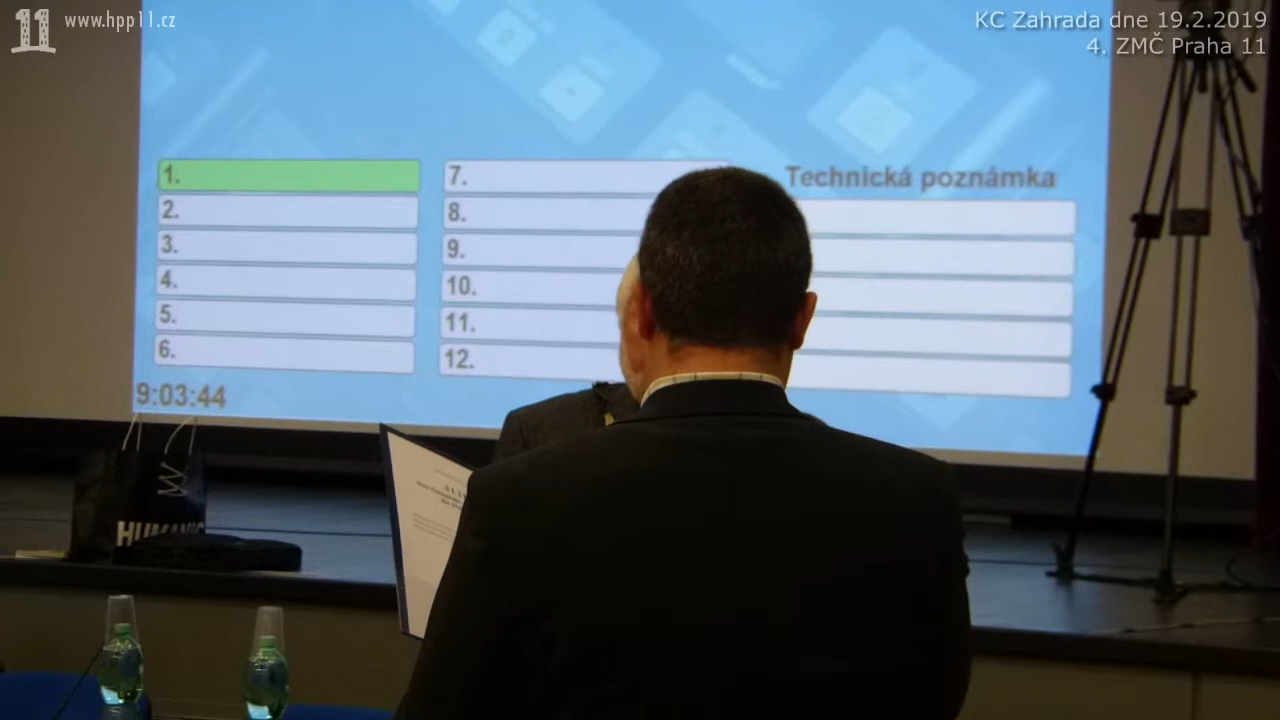 11 www.hpp11.cz
KC Zahrada dne 19.2.2019
4. ZMČ Praha 11
1.
2.
3.
4.
5.
6.
7.
8.
9.
10.
11.
12.
Technická poznámka
9:03:44
HUMANIC